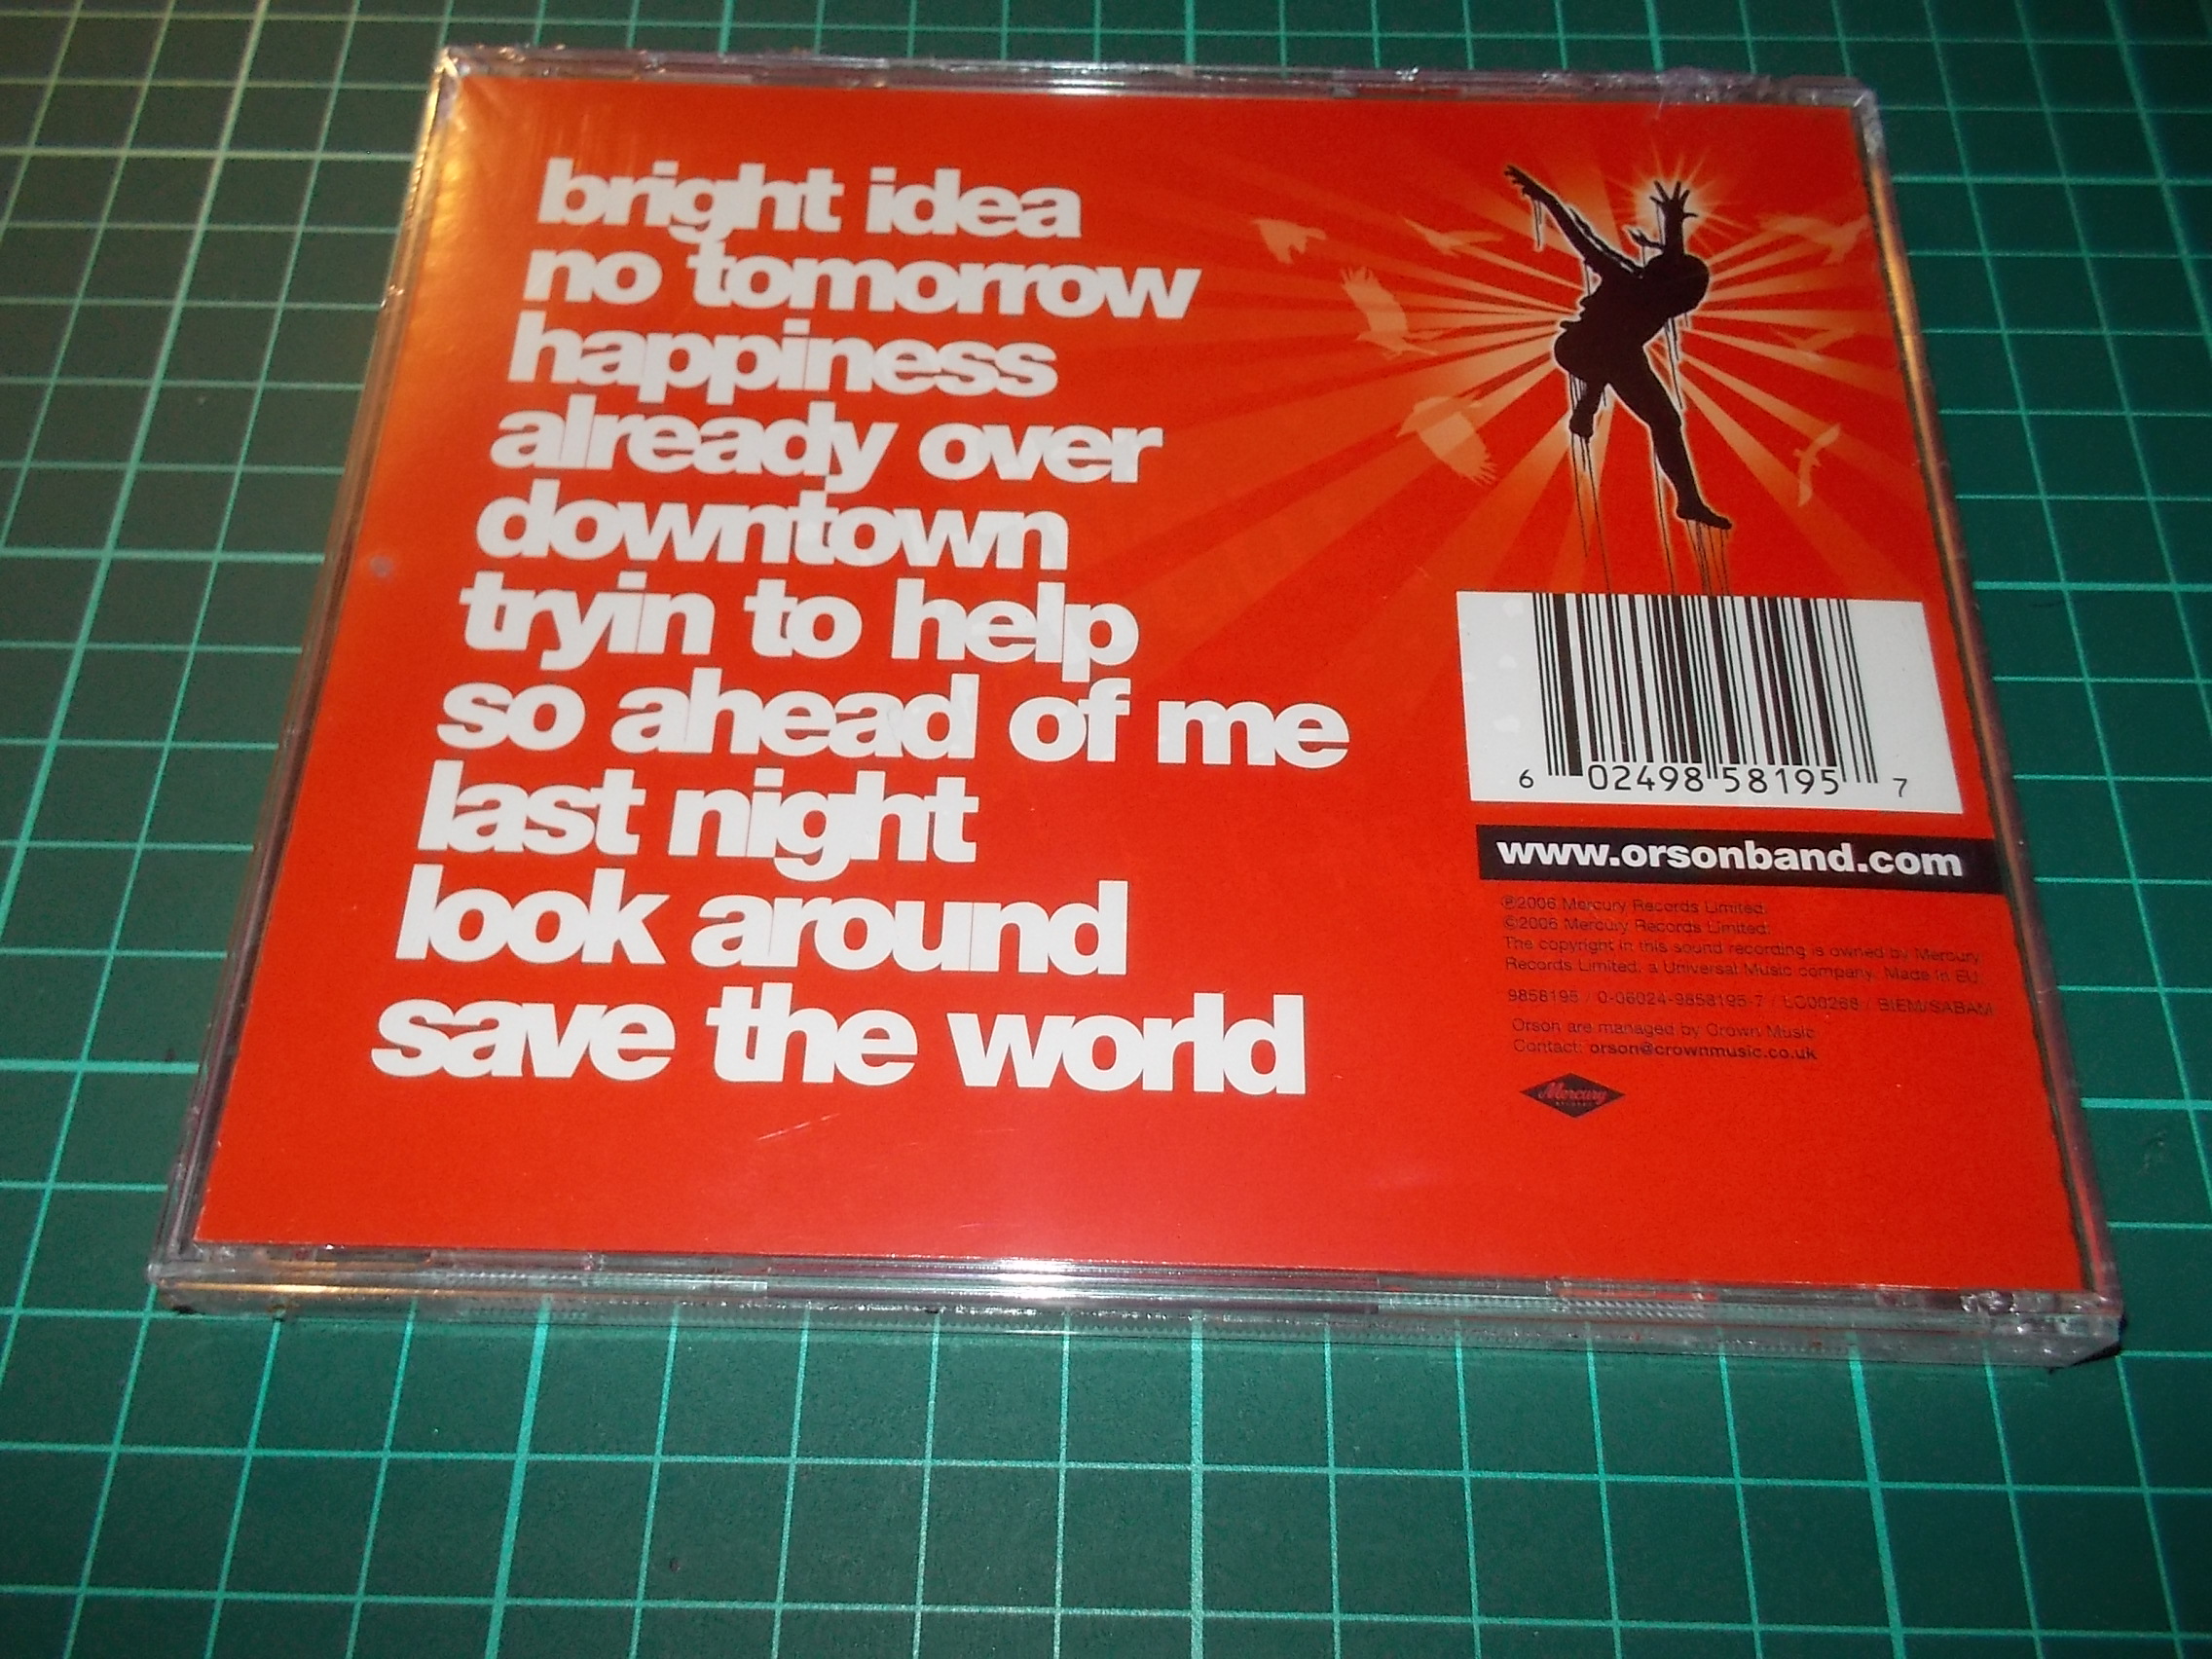 bright idea
no tomorrow
happiness
already over
downtown
tryin to help
so ahead of me
last night
look around
save the world
6 02498 58195 7
www.orsonband.com
℗2006 Mercury Records Limited.
©2006 Mercury Records Limited.
The copyright in this sound recording is owned by Mercury
Records Limited, a Universal Music company. Made in EU
9858195 / 0-06024-9858195-7 / LC00268 / BIEM/SABAM
Orson are managed by Crown Music
Contact: orson@crownmusic.co.uk
Mercury
RECORDS